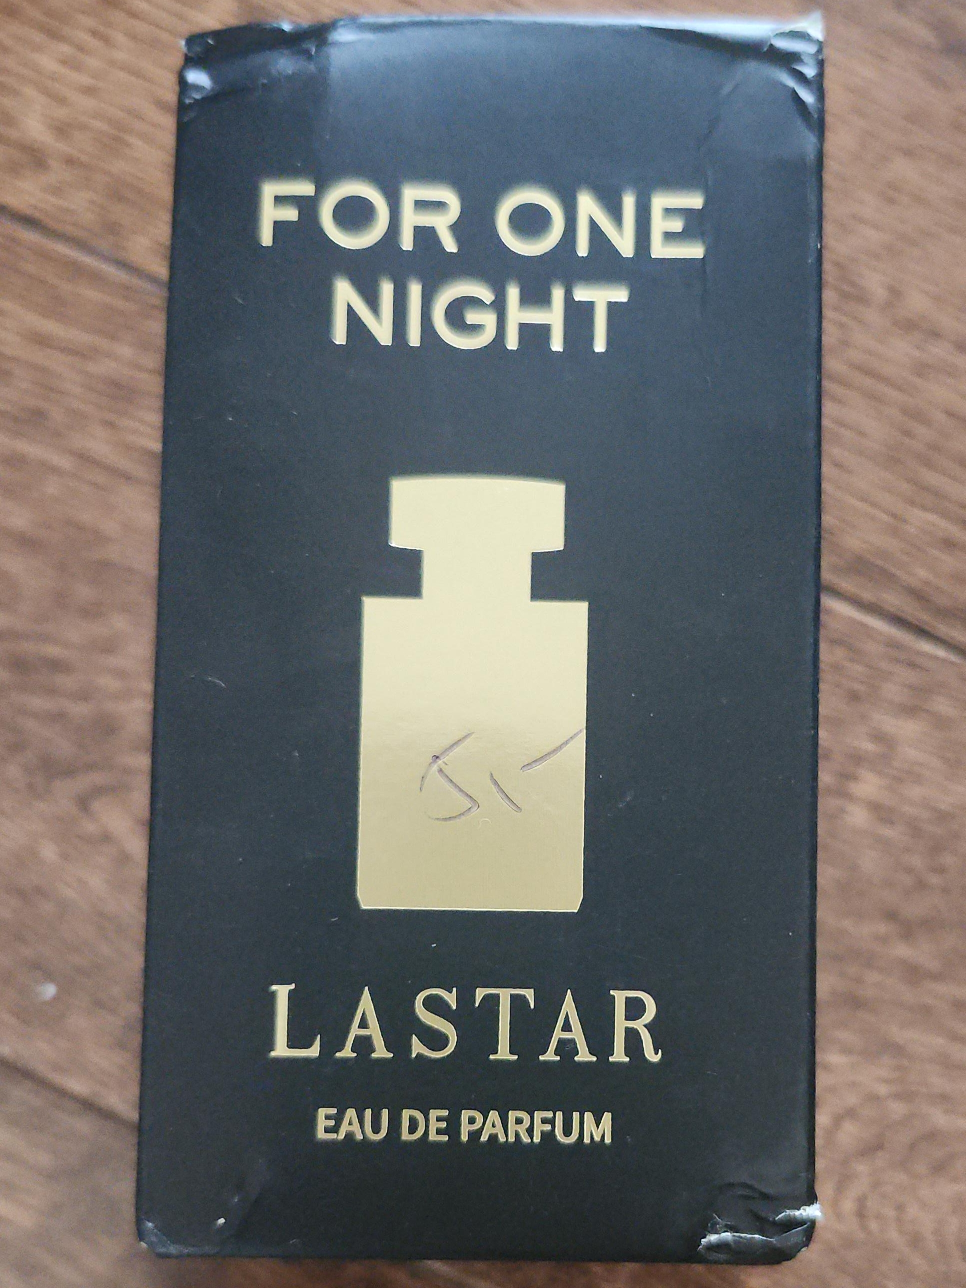 FOR ONE
NIGHT
LASTAR
EAU DE PARFUM